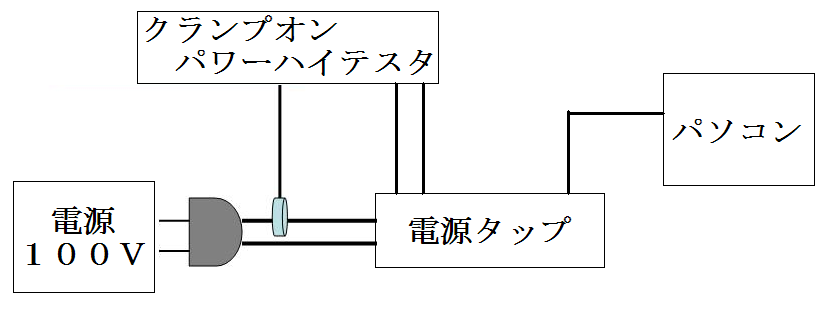 クランプオン
パワーハイテスタ
パソコン
電源
１００Ｖ
電源タップ